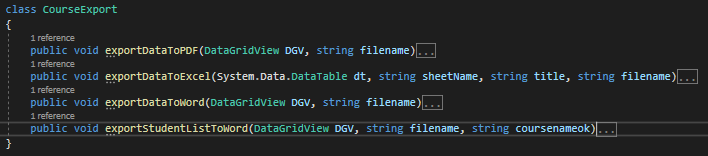 class CourseExport
{
1 reference
public void exportDataToPDF(DataGridView DGV, string filename)...
1 reference
public void exportDataToExcel(System.Data.DataTable dt, string sheetName, string title, string filename)...
1 reference
public void exportDataToWord(DataGridView DGV, string filename)...
1 reference
public void exportStudentListToWord(DataGridView DGV, string filename, string coursenameok)...
}